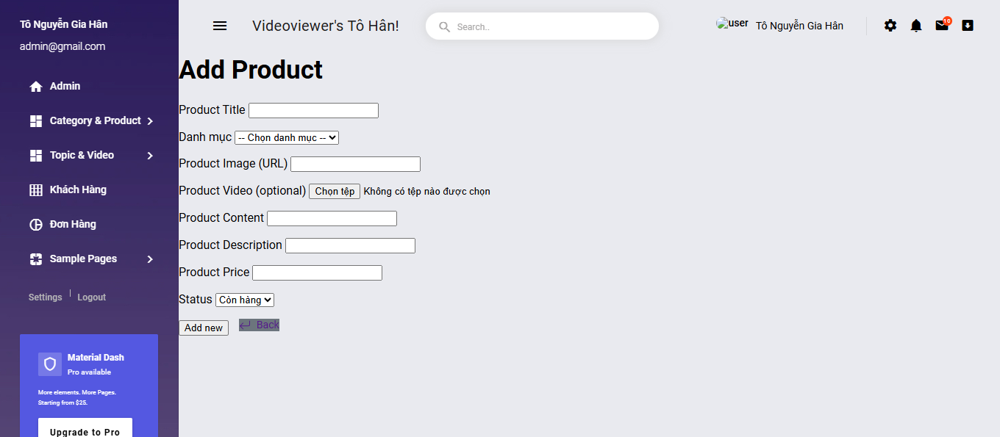 Tô Nguyễn Gia Hân
admin@gmail.com
Admin
Category & Product
Topic & Video
Khách Hàng
Đơn Hàng
Sample Pages
Settings
Logout
Material Dash
Pro available
More elements. More Pages.
Starting from $25.
Upgrade to Pro
Videoviewer's Tô Hân!
Search..
user
Tô Nguyễn Gia Hân
10
Add Product
Product Title
Danh mục -- Chọn danh mục --
Product Image (URL)
Product Video (optional) Chọn tệp Không có tệp nào được chọn
Product Content
Product Description
Product Price
Status Còn hàng
Add new Back